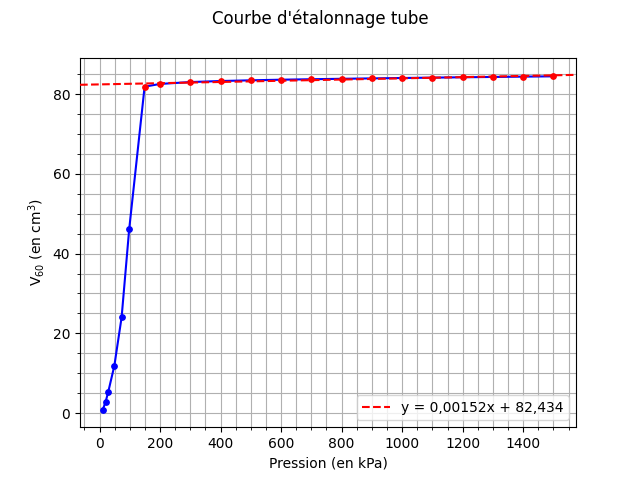 Courbe d'étalonnage tube
V60 (en cm3)
80
60
40
20
0
y = 0,00152x + 82,434
0 200 400 600 800 1000 1200 1400
Pression (en kPa)